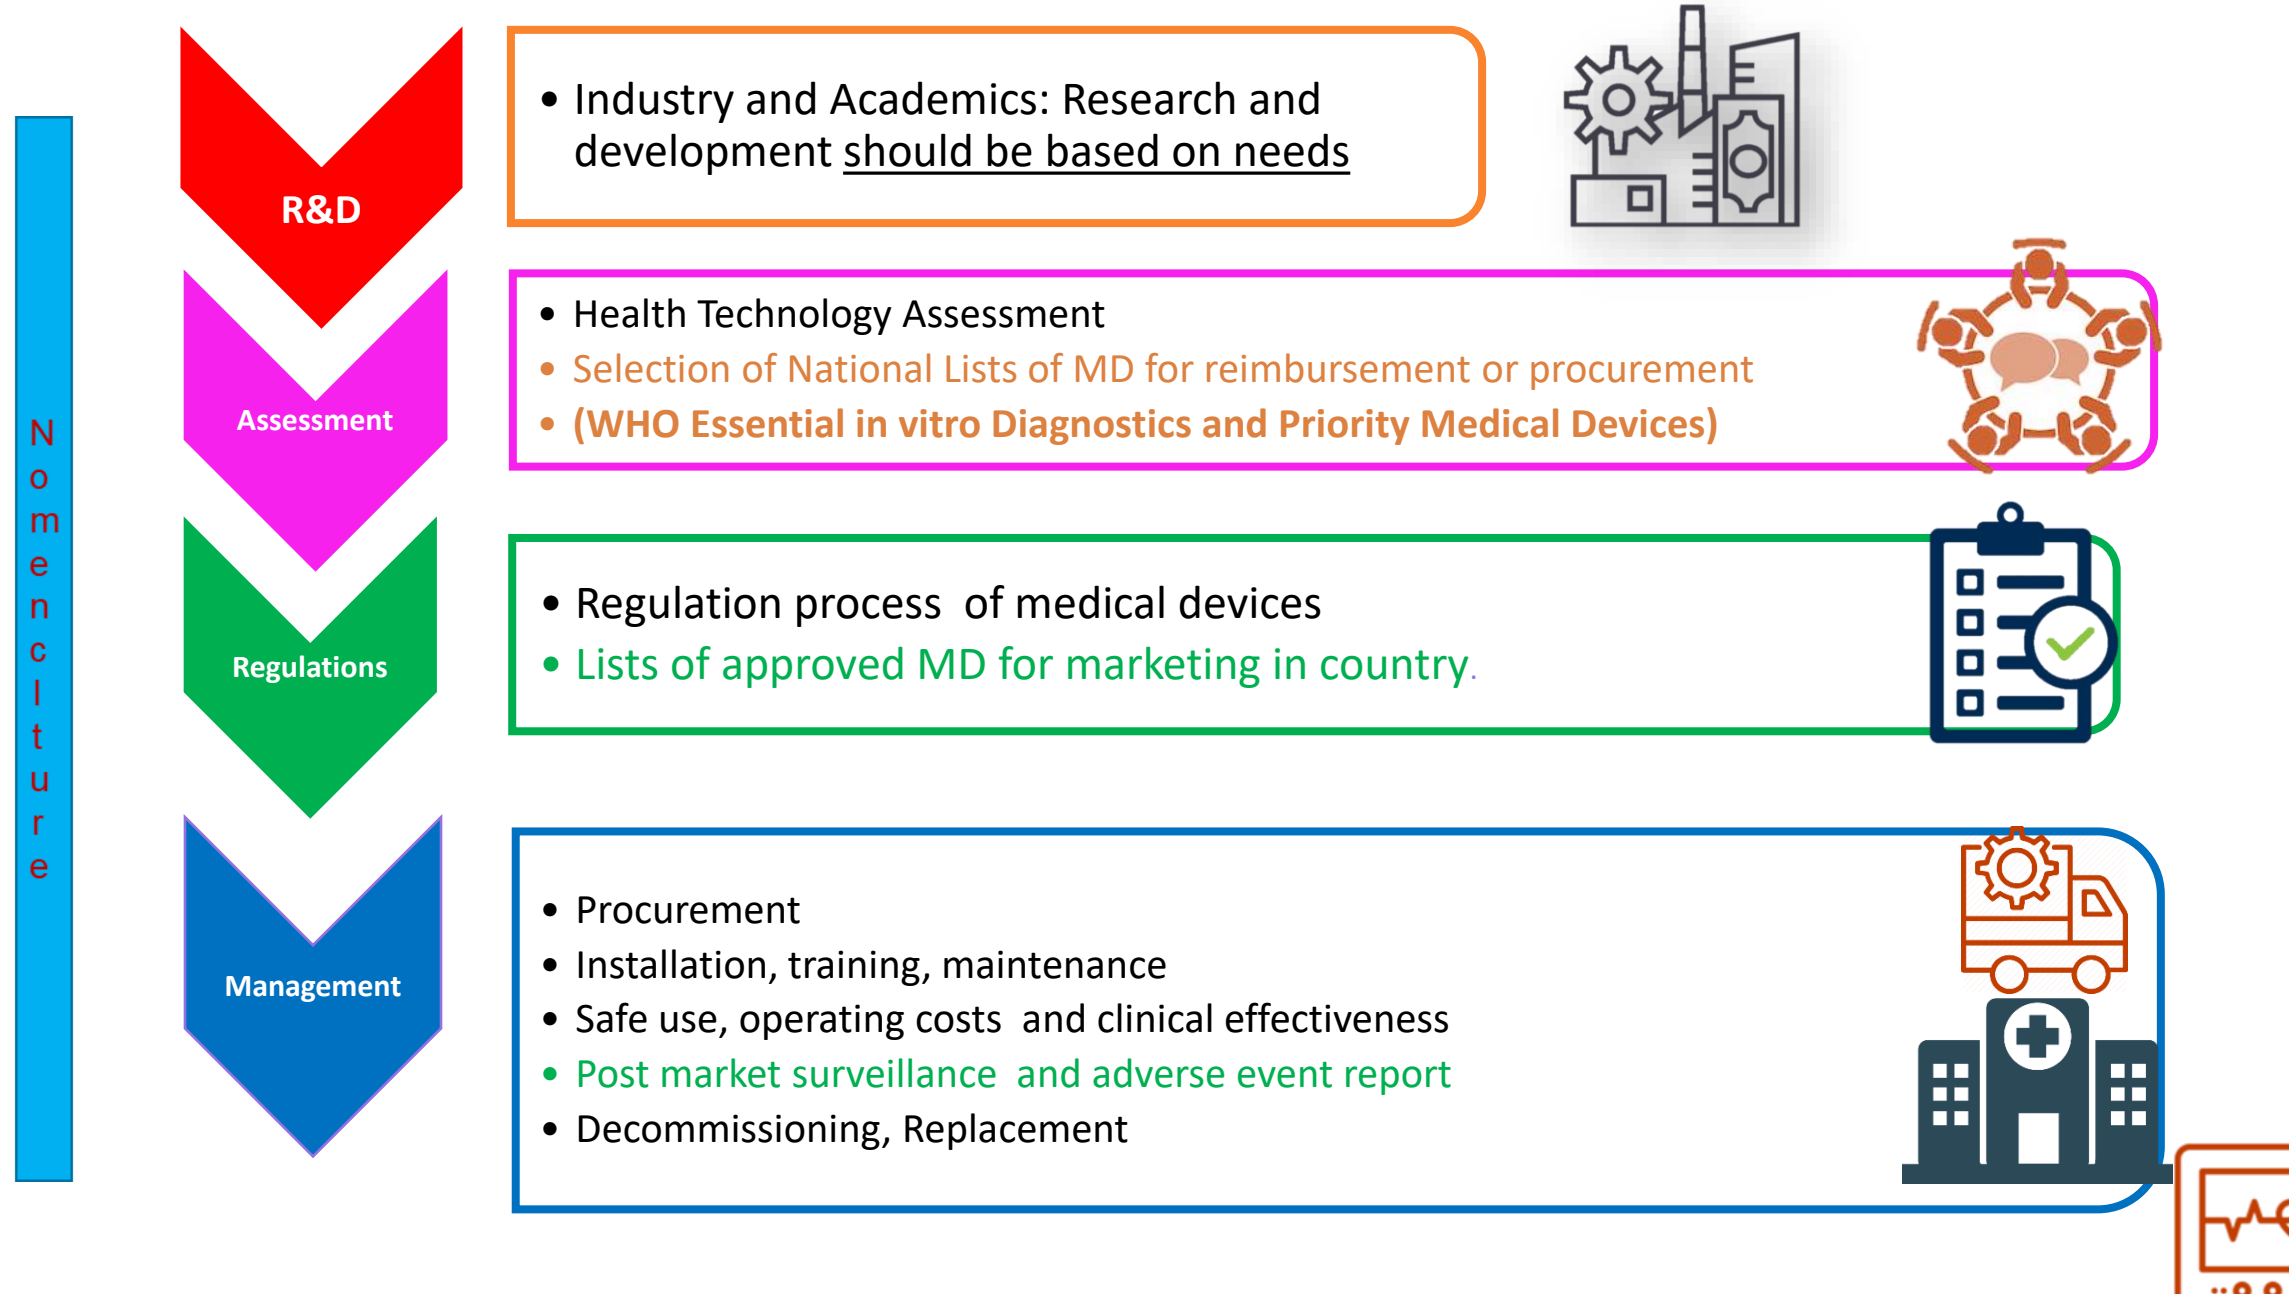 Nomenclture
R&D
• Industry and Academics: Research and
development should be based on needs
Assessment
• Health Technology Assessment
• Selection of National Lists of MD for reimbursement or procurement
• (WHO Essential in vitro Diagnostics and Priority Medical Devices)
Regulations
• Regulation process  of medical devices
• Lists of approved MD for marketing in country.
Management
• Procurement
• Installation, training, maintenance
• Safe use, operating costs  and clinical effectiveness
• Post market surveillance  and adverse event report
• Decommissioning, Replacement